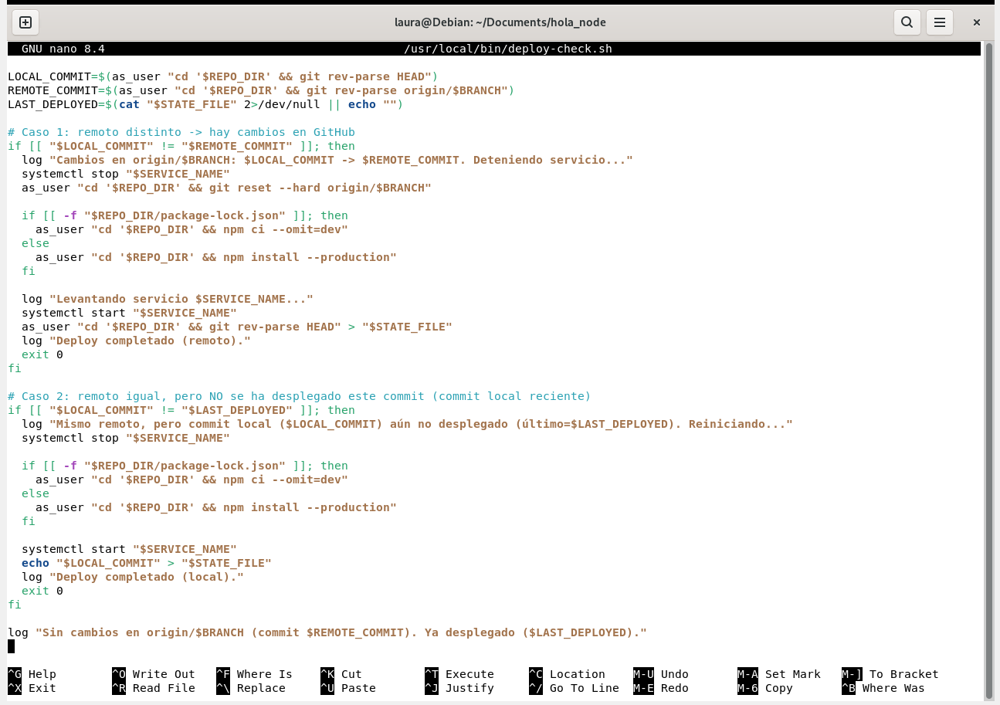 laura@Debian: ~/Documents/hola_node
GNU nano 8.4 /usr/local/bin/deploy-check.sh
LOCAL_COMMIT=$(as_user "cd '$REPO_DIR' && git rev-parse HEAD")
REMOTE_COMMIT=$(as_user "cd '$REPO_DIR' && git rev-parse origin/$BRANCH")
LAST_DEPLOYED=$(cat "$STATE_FILE" 2>/dev/null || echo "")
# Caso 1: remoto distinto -> hay cambios en GitHub
if [[ "$LOCAL_COMMIT" != "$REMOTE_COMMIT" ]]; then
  log "Cambios en origin/$BRANCH: $LOCAL_COMMIT -> $REMOTE_COMMIT. Deteniendo servicio..."
  systemctl stop "$SERVICE_NAME"
  as_user "cd '$REPO_DIR' && git reset --hard origin/$BRANCH"
  if [[ -f "$REPO_DIR/package-lock.json" ]]; then
    as_user "cd '$REPO_DIR' && npm ci --omit=dev"
  else
    as_user "cd '$REPO_DIR' && npm install --production"
  fi
  log "Levantando servicio $SERVICE_NAME..."
  systemctl start "$SERVICE_NAME"
  as_user "cd '$REPO_DIR' && git rev-parse HEAD" > "$STATE_FILE"
  log "Deploy completado (remoto)."
  exit 0
fi
# Caso 2: remoto igual, pero NO se ha desplegado este commit (commit local reciente)
if [[ "$LOCAL_COMMIT" != "$LAST_DEPLOYED" ]]; then
  log "Mismo remoto, pero commit local ($LOCAL_COMMIT) aún no desplegado (último=$LAST_DEPLOYED). Reiniciando..."
  systemctl stop "$SERVICE_NAME"
  if [[ -f "$REPO_DIR/package-lock.json" ]]; then
    as_user "cd '$REPO_DIR' && npm ci --omit=dev"
  else
    as_user "cd '$REPO_DIR' && npm install --production"
  fi
  systemctl start "$SERVICE_NAME"
  echo "$LOCAL_COMMIT" > "$STATE_FILE"
  log "Deploy completado (local)."
  exit 0
fi
log "Sin cambios en origin/$BRANCH (commit $REMOTE_COMMIT). Ya desplegado ($LAST_DEPLOYED)."
^G Help ^O Write Out ^F Where Is ^K Cut ^T Execute ^C Location M-U Undo M-A Set Mark M-] To Bracket
^X Exit ^R Read File ^\ Replace ^U Paste ^J Justify ^/ Go To Line M-E Redo M-6 Copy ^B Where Was